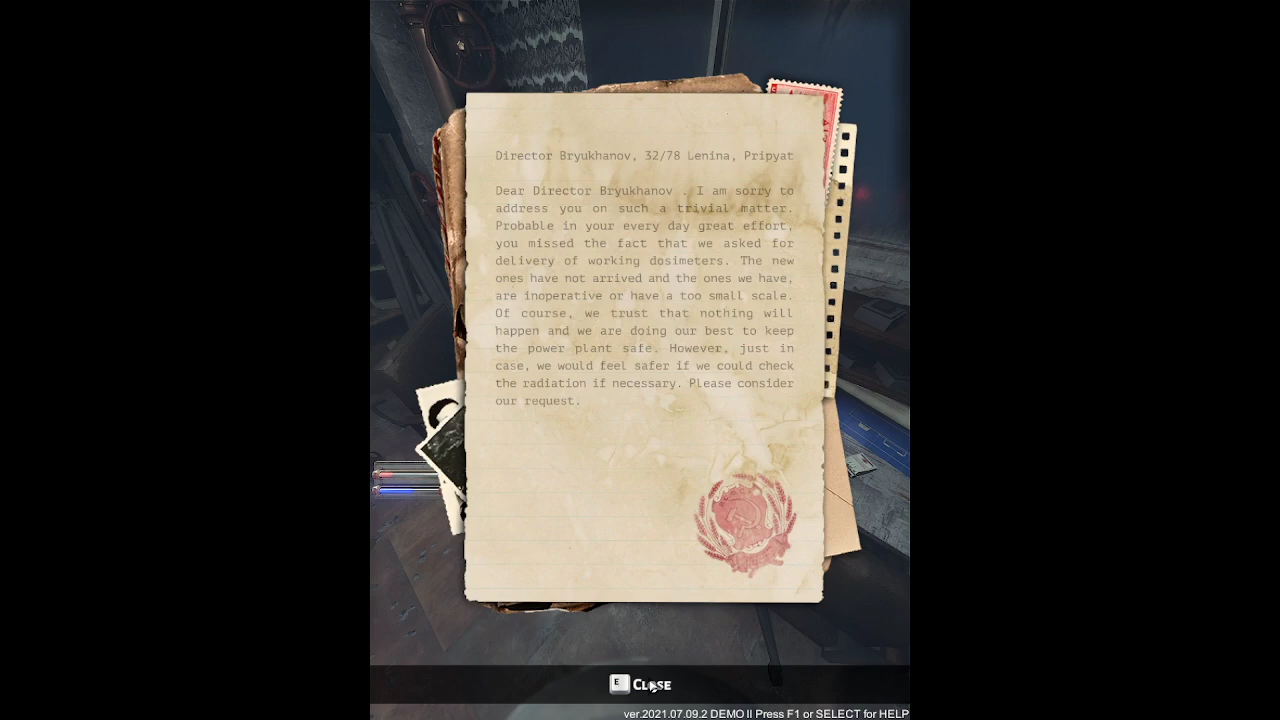 Director Bryukhanov, 32/78 Lenina, Pripyat
Dear Director Bryukhanov . I am sorry to
address you on such a trivial matter.
Probable in your every day great effort,
you missed the fact that we asked for
delivery of working dosimeters. The new
ones have not arrived and the ones we have,
are inoperative or have a too small scale.
Of course, we trust that nothing will
happen and we are doing our best to keep
the power plant safe. However, just in
case, we would feel safer if we could check
the radiation if necessary. Please consider
our request.
E CLOSE
ver.2021.07.09.2 DEMO II Press F1 or SELECT for HELP